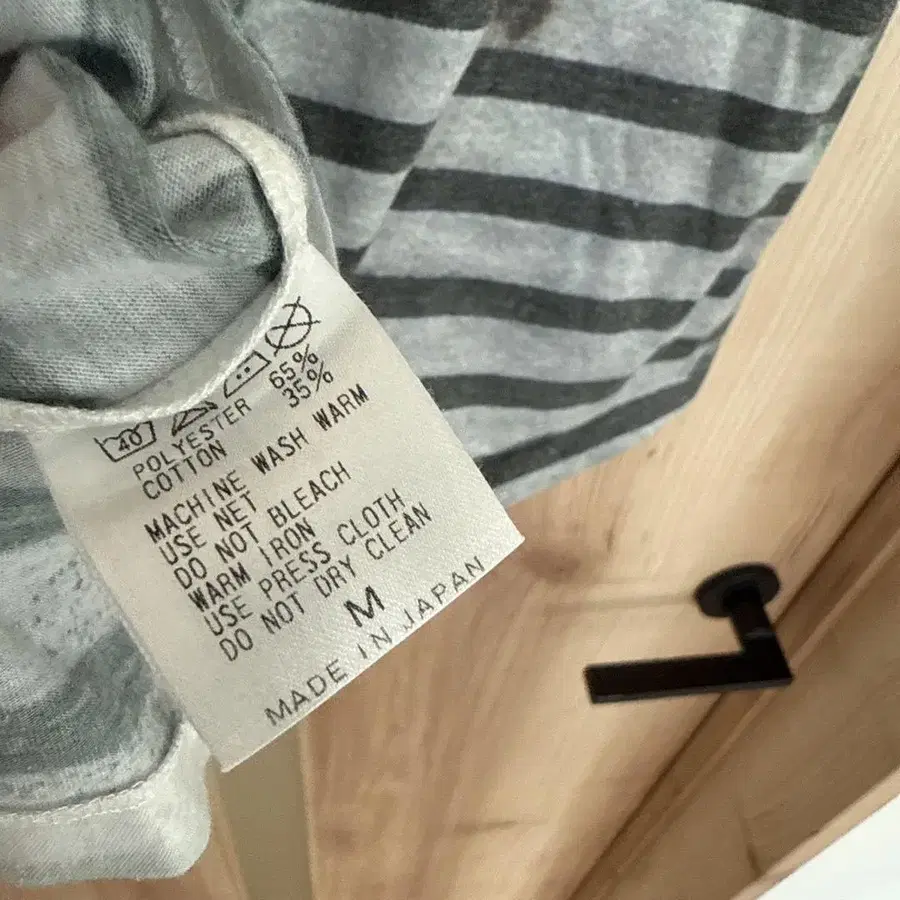 40
POLYESTER 65%
COTTON 35%
MACHINE WASH WARM
USE NET
DO NOT BLEACH
WARM IRON
USE PRESS CLOTH
DO NOT DRY CLEAN
M
MADE IN JAPAN